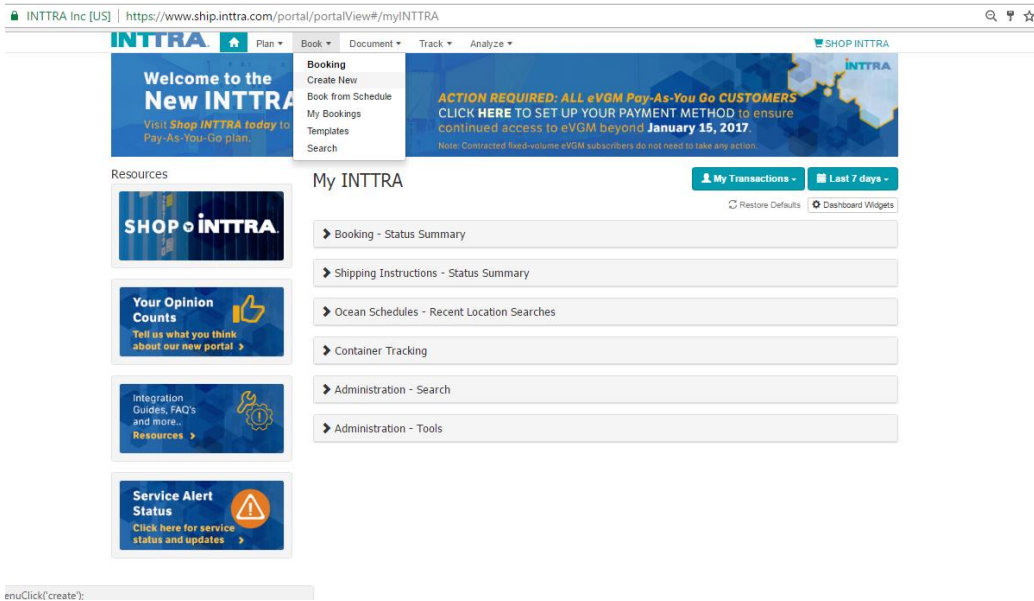 INTTRA Inc [US] | https://www.ship.inttra.com/portal/portalView#/myINTTRA
INTTRA Plan Book Document Track Analyze SHOP INTTRA
Booking
Create New
Book from Schedule
My Bookings
Templates
Search
Welcome to the
New INTTRA
Visit Shop INTTRA today to
Pay-As-You-Go plan.
INTTRA
ACTION REQUIRED: ALL eVGM Pay-As-You Go CUSTOMERS
CLICK HERE TO SET UP YOUR PAYMENT METHOD to ensure
continued access to eVGM beyond January 15, 2017.
Note: Contracted fixed-volume eVGM subscribers do not need to take any action.
Resources
SHOP INTTRA
Your Opinion
Counts
Tell us what you think
about our new portal >
Integration
Guides, FAQ's
and more..
Resources >
Service Alert
Status
Click here for service
status and updates >
My INTTRA
My Transactions Last 7 days
Restore Defaults Dashboard Widgets
Booking - Status Summary
Shipping Instructions - Status Summary
Ocean Schedules - Recent Location Searches
Container Tracking
Administration - Search
Administration - Tools
enuClick('create');